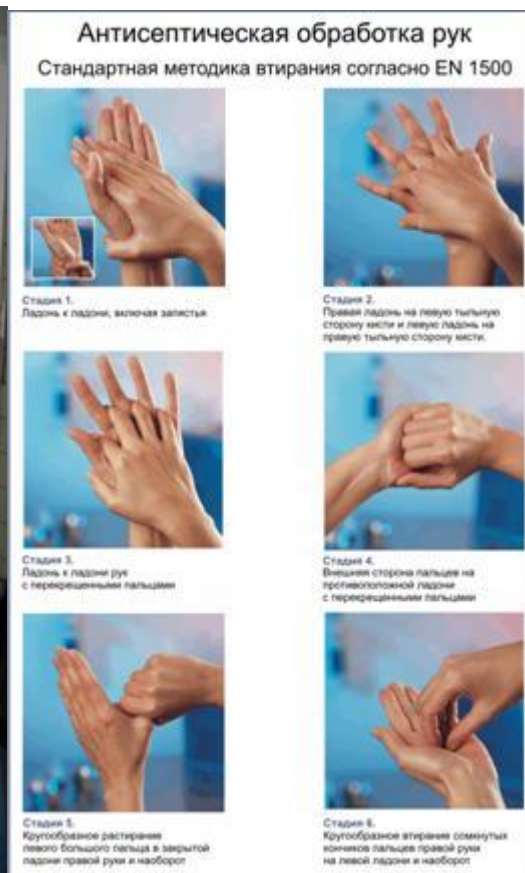 Антисептическая обработка рук
Стандартная методика втирания согласно EN 1500
Стадия 1.
Ладонь к ладони, включая запястья
Стадия 2.
Правая ладонь на левую тыльную
сторону кисти и левую ладонь на
правую тыльную сторону кисти.
Стадия 3.
Ладонь к ладони рук
с перекрещенными пальцами
Стадия 4.
Внешняя сторона пальцев на
противоположной ладони
с перекрещенными пальцами
Стадия 5.
Кругообразное растирание
левого большого пальца в закрытой
ладони правой руки и наоборот
Стадия 6.
Кругообразное втирание сомкнутых
кончиков пальцев правой руки
на левой ладони и наоборот